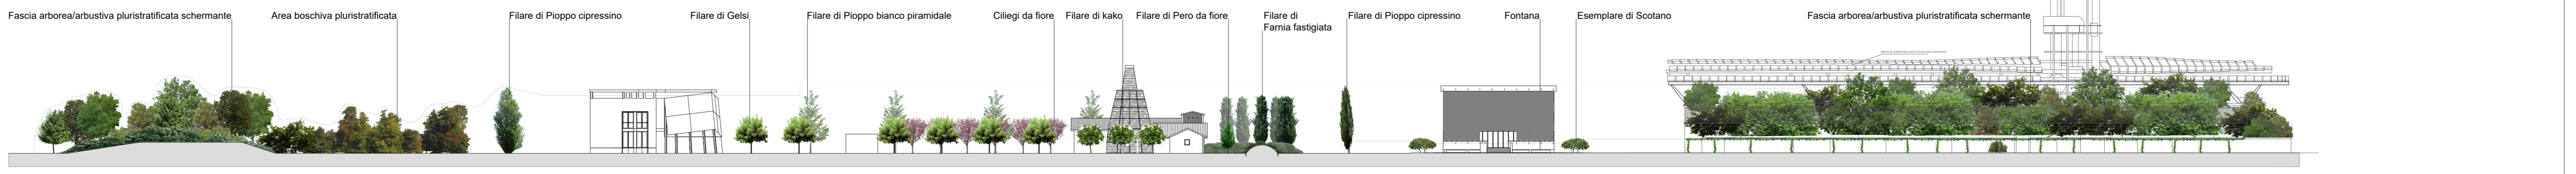 Fascia arborea/arbustiva pluristratificata schermante
Area boschiva pluristratificata
Filare di Pioppo cipressino
Filare di Gelsi
Filare di Pioppo bianco piramidale
Ciliegi da fiore
Filare di kako
Filare di Pero da fiore
Filare di
Farnia fastigiata
Filare di Pioppo cipressino
Fontana
Esemplare di Scotano
Fascia arborea/arbustiva pluristratificata schermante